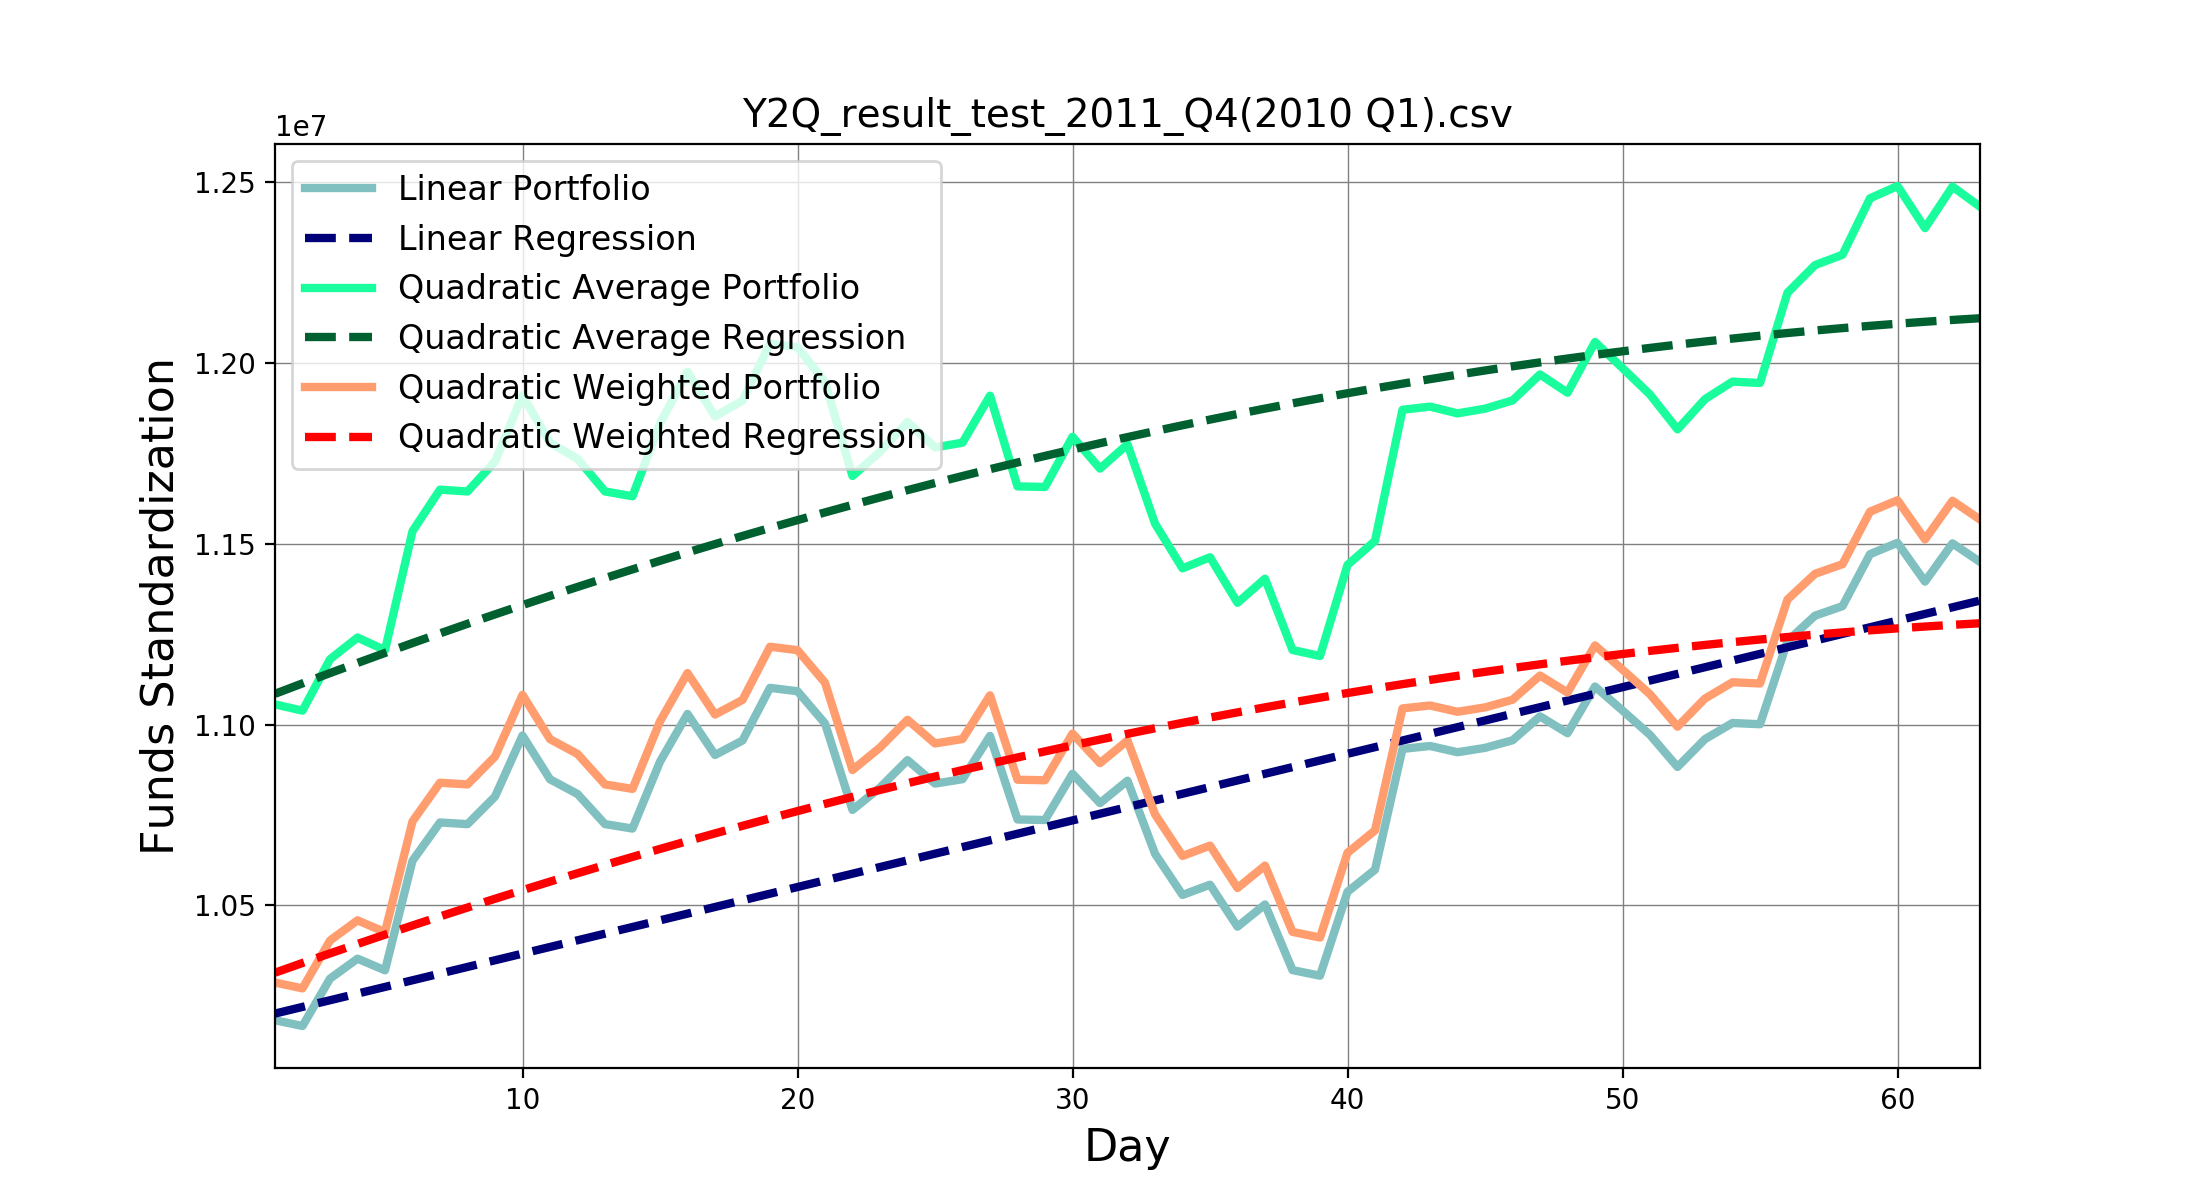 Y2Q_result_test_2011_Q4(2010 Q1).csv
1e7
1.25
1.20
1.15
1.10
1.05
Funds Standardization
Linear Portfolio
Linear Regression
Quadratic Average Portfolio
Quadratic Average Regression
Quadratic Weighted Portfolio
Quadratic Weighted Regression
10 20 30 40 50 60
Day